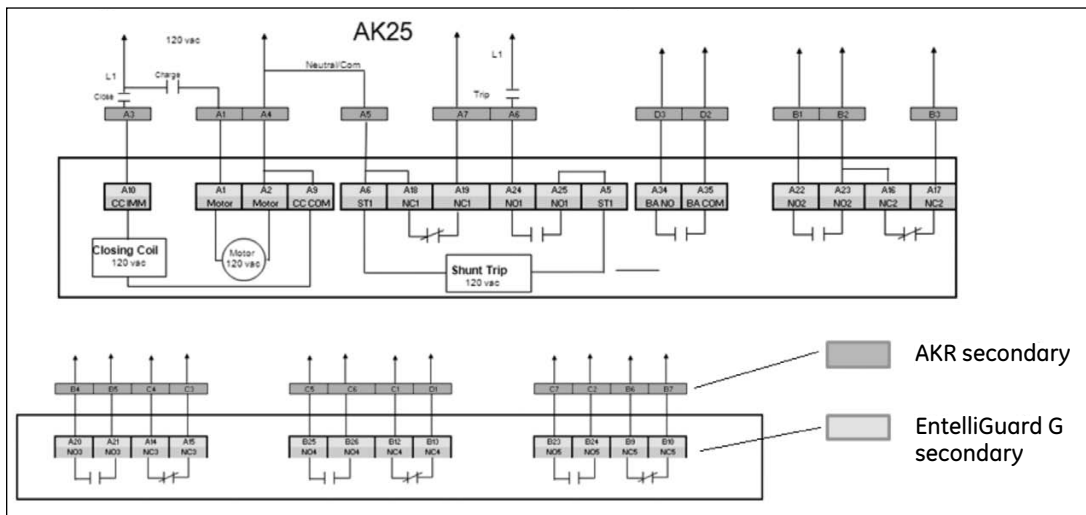 AK25
120 vac
L1
Charge
Close
Neutral/Com
Trip
L1
A3 A1 A4 A5 A7 A6 D3 D2 B1 B2 B3
A10 A1 A2 A9 A6 A18 A19 A24 A25 A5 A34 A35 A22 A23 A16 A17
CC IMM Motor Motor CC COM ST1 NC1 NC1 NO1 NO1 ST1 BA NO BA COM NO2 NO2 NC2 NC2
Closing Coil
120 vac
Motor
120 vac
Shunt Trip
120 vac
B4 B5 C4 C3 C5 C6 C1 D1 C7 C2 B6 B7
A20 A21 A14 A15 B25 B26 B12 B13 B23 B24 B9 B10
NO3 NO3 NC3 NC3 NO4 NO4 NC4 NC4 NO5 NO5 NC5 NC5
AKR secondary
EntelliGuard G
secondary